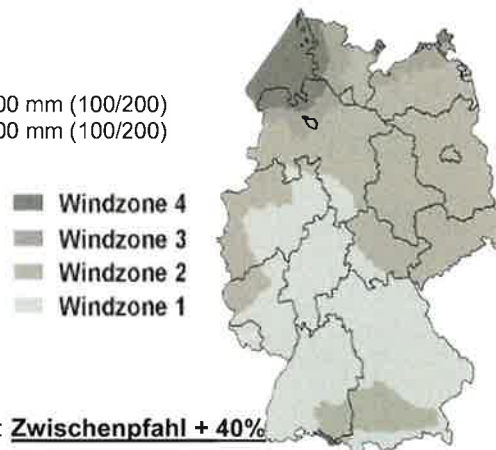 00 mm (100/200)
00 mm (100/200)
Windzone 4
Windzone 3
Windzone 2
Windzone 1
: Zwischenpfahl + 40%